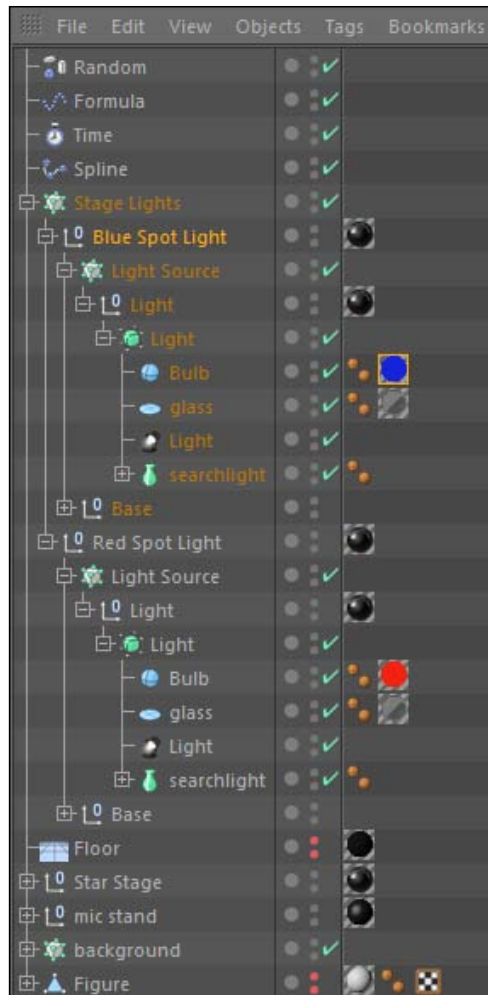 File Edit View Objects Tags Bookmarks
Random
Formula
Time
Spline
Stage Lights
Blue Spot Light
Light Source
Light
Light
Bulb
glass
Light
searchlight
Base
Red Spot Light
Light Source
Light
Light
Bulb
glass
Light
searchlight
Base
Floor
Star Stage
mic stand
background
Figure